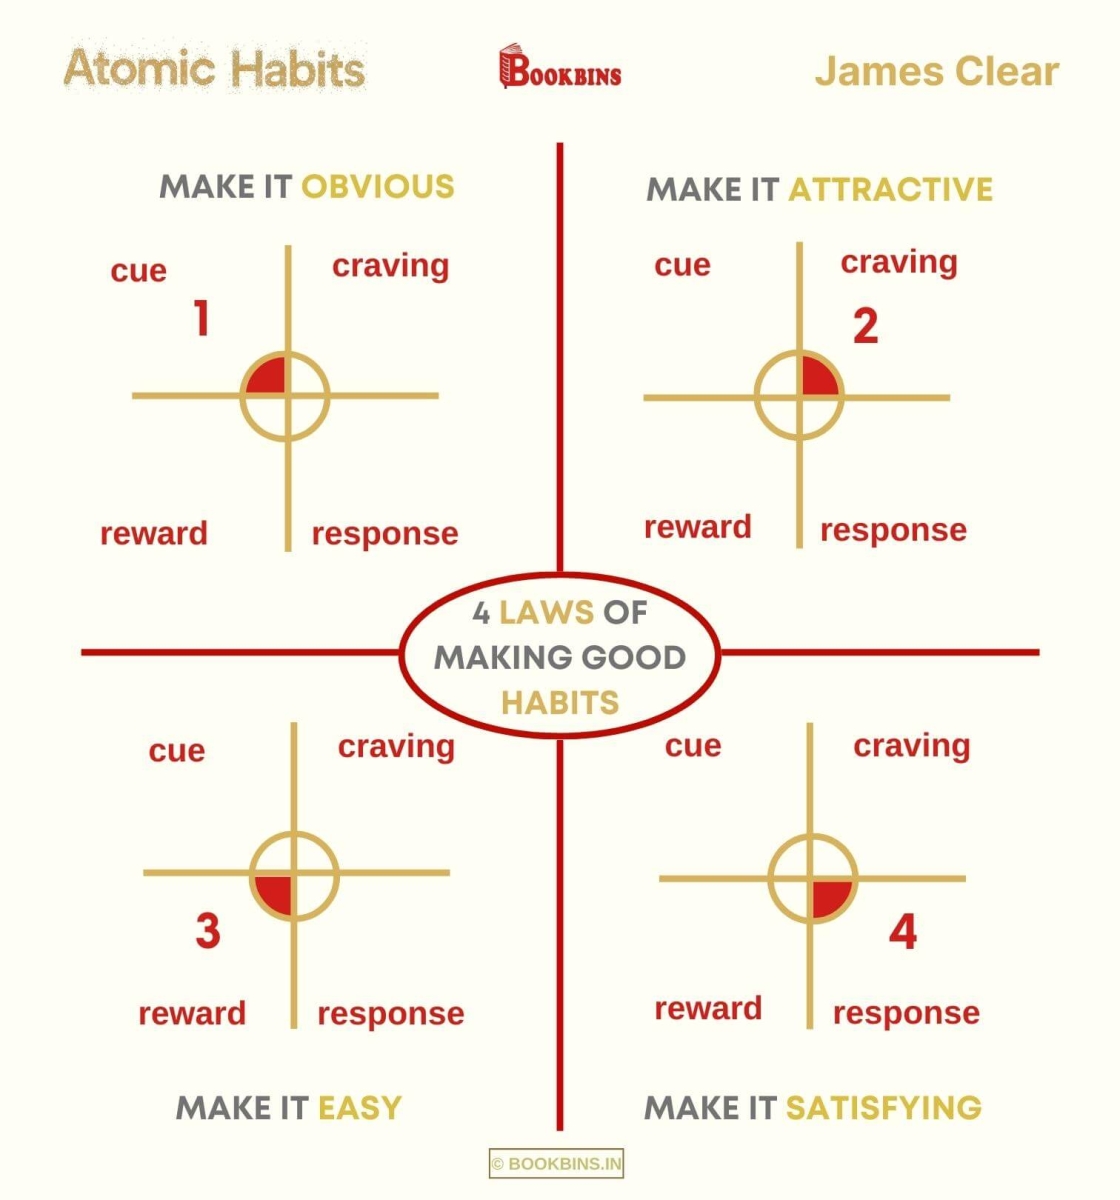 Atomic Habits
BOOKBINS
James Clear
MAKE IT OBVIOUS
cue
craving
1
reward
response
MAKE IT ATTRACTIVE
cue
craving
2
reward
response
4 LAWS OF
MAKING GOOD
HABITS
cue
craving
3
reward
response
MAKE IT EASY
cue
craving
4
reward
response
MAKE IT SATISFYING
© BOOKBINS.IN